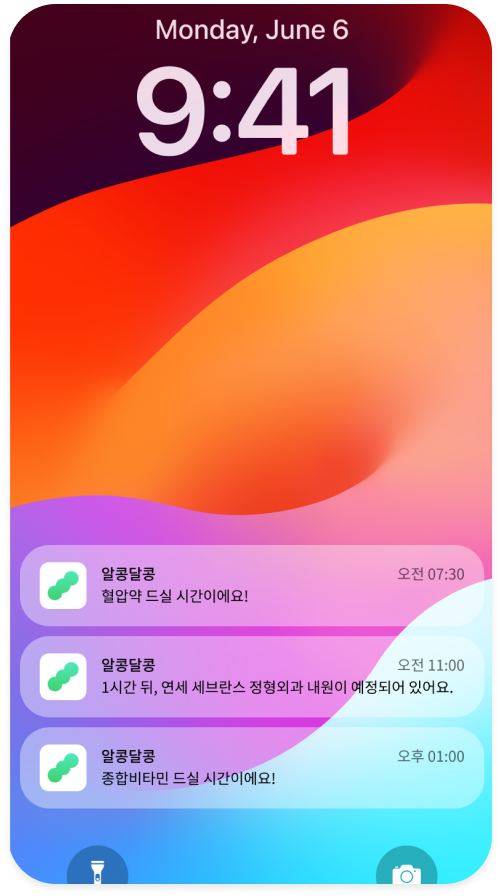 Monday, June 6
9:41
알콩달콩
오전 07:30
혈압약 드실 시간이에요!
알콩달콩
오전 11:00
1시간 뒤, 연세 세브란스 정형외과 내원이 예정되어 있어요.
알콩달콩
오후 01:00
종합비타민 드실 시간이에요!